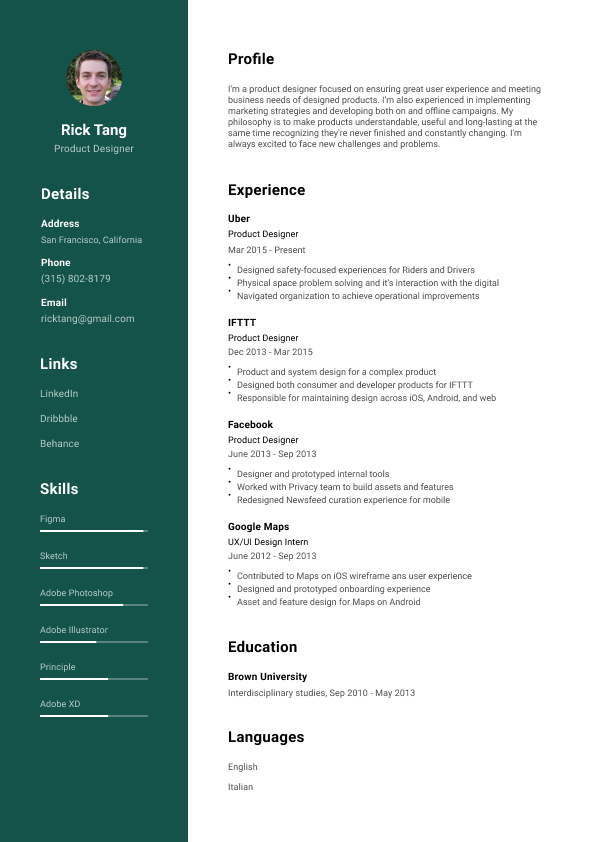 Rick Tang
Product Designer
Details
Address
San Francisco, California
Phone
(315) 802-8179
Email
ricktang@gmail.com
Links
LinkedIn
Dribbble
Behance
Skills
Figma
Sketch
Adobe Photoshop
Adobe Illustrator
Principle
Adobe XD
Profile
I'm a product designer focused on ensuring great user experience and meeting
business needs of designed products. I'm also experienced in implementing
marketing strategies and developing both on and offline campaigns. My
philosophy is to make products understandable, useful and long-lasting at the
same time recognizing they're never finished and constantly changing. I'm
always excited to face new challenges and problems.
Experience
Uber
Product Designer
Mar 2015 - Present
• Designed safety-focused experiences for Riders and Drivers
• Physical space problem solving and it's interaction with the digital
• Navigated organization to achieve operational improvements
IFTTT
Product Designer
Dec 2013 - Mar 2015
• Product and system design for a complex product
• Designed both consumer and developer products for IFTTT
• Responsible for maintaining design across iOS, Android, and web
Facebook
Product Designer
June 2013 - Sep 2013
• Designer and prototyped internal tools
• Worked with Privacy team to build assets and features
• Redesigned Newsfeed curation experience for mobile
Google Maps
UX/UI Design Intern
June 2012 - Sep 2013
• Contributed to Maps on iOS wireframe ans user experience
• Designed and prototyped onboarding experience
• Asset and feature design for Maps on Android
Education
Brown University
Interdisciplinary studies, Sep 2010 - May 2013
Languages
English
Italian